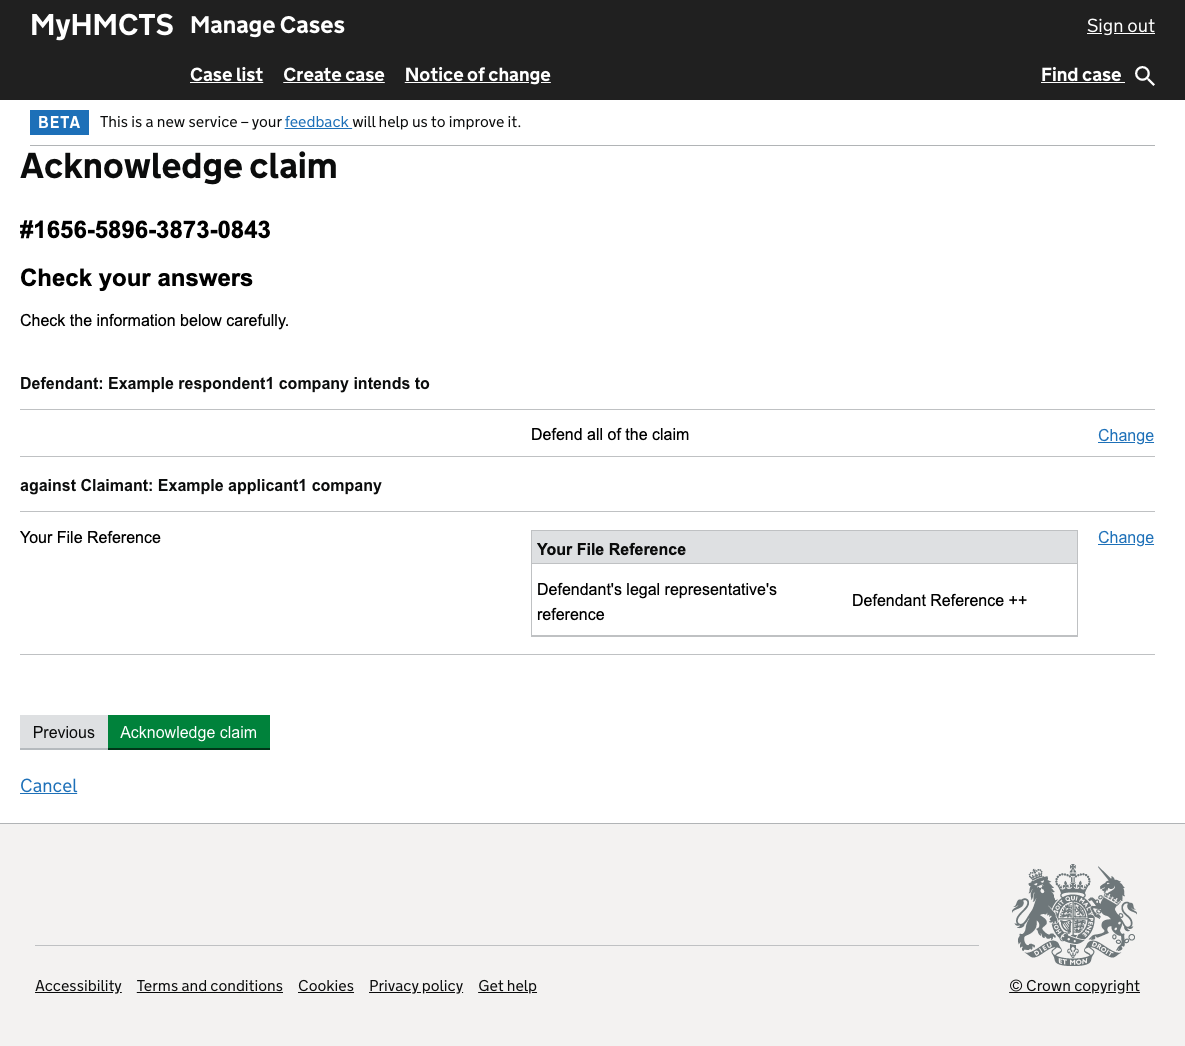 MyHMCTS Manage Cases Sign out
Case list Create case Notice of change Find case
BETA This is a new service – your feedback will help us to improve it.
Acknowledge claim
#1656-5896-3873-0843
Check your answers
Check the information below carefully.
Defendant: Example respondent1 company intends to
Defend all of the claim Change
against Claimant: Example applicant1 company
Your File Reference Change
Your File Reference
Defendant's legal representative's
reference
Defendant Reference ++
Previous Acknowledge claim
Cancel
DIEU ET MON DROIT
Accessibility Terms and conditions Cookies Privacy policy Get help © Crown copyright